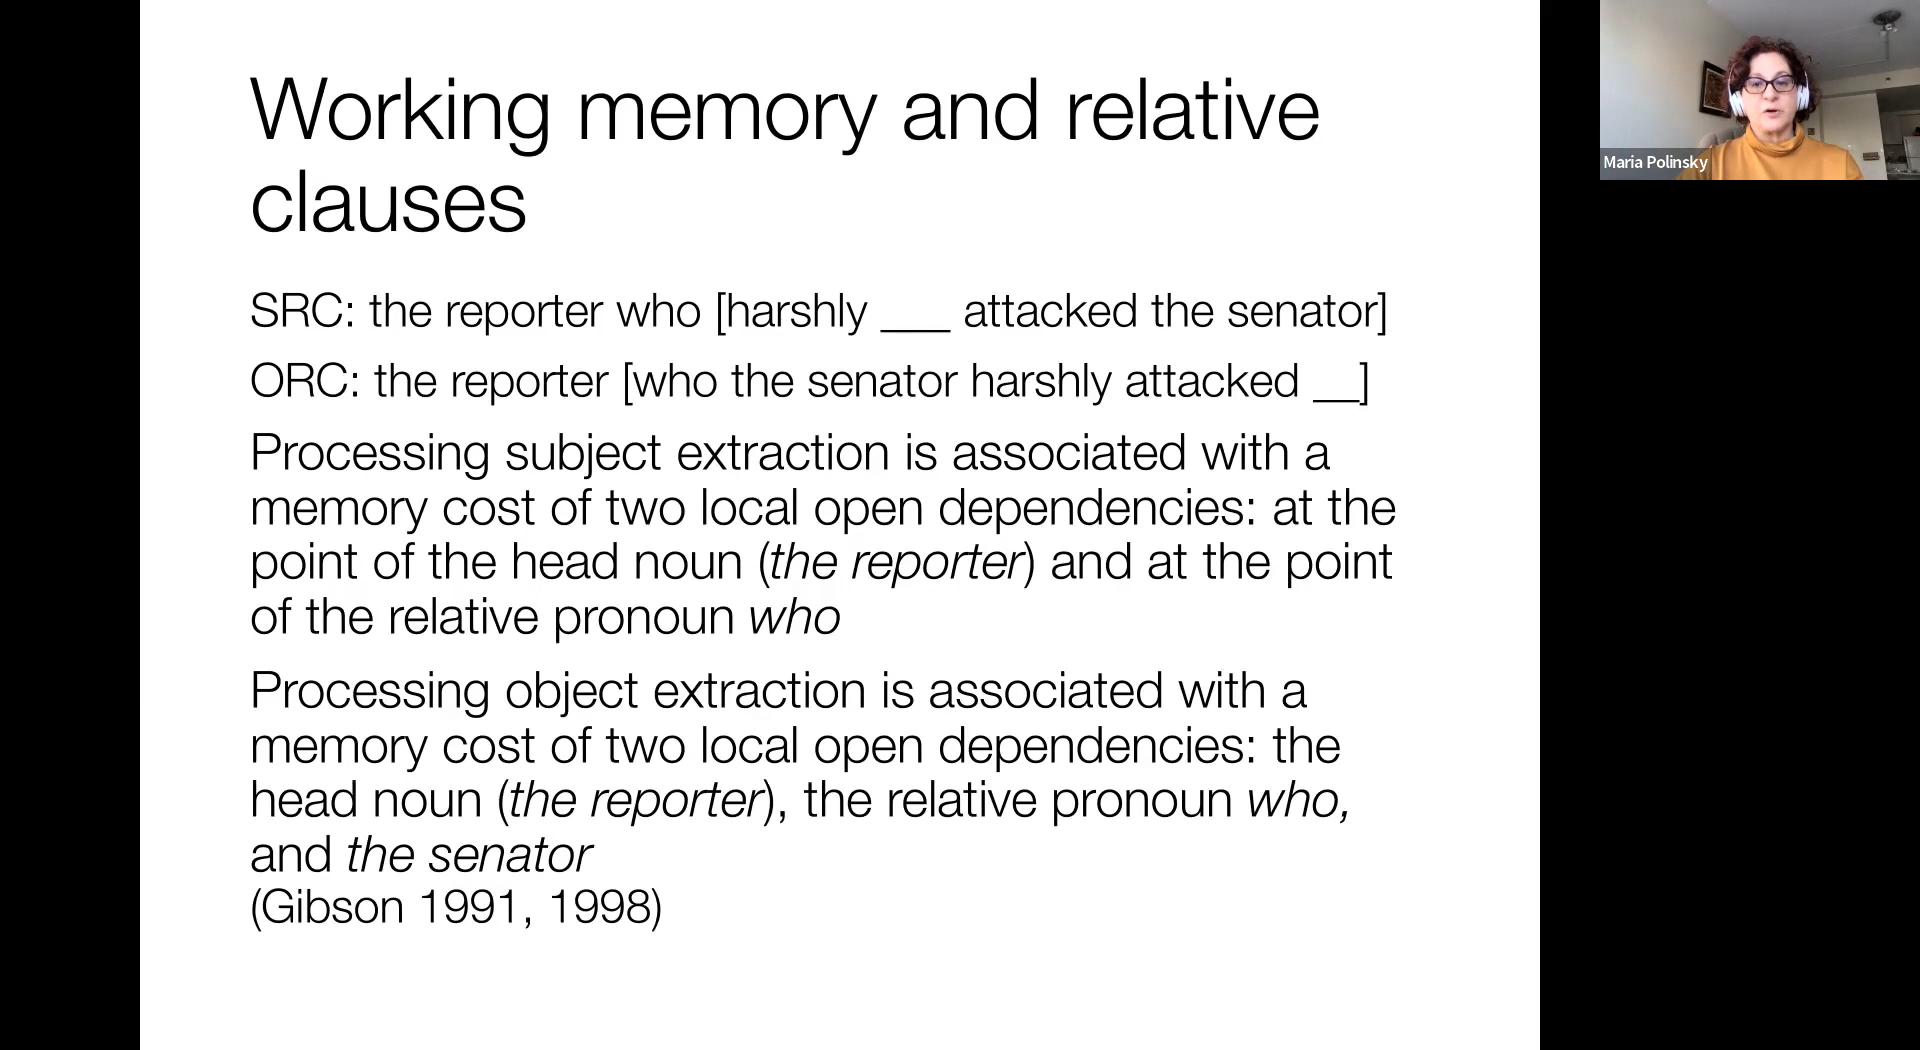 Working memory and relative
clauses
SRC: the reporter who [harshly ___ attacked the senator]
ORC: the reporter [who the senator harshly attacked __]
Processing subject extraction is associated with a
memory cost of two local open dependencies: at the
point of the head noun (the reporter) and at the point
of the relative pronoun who
Processing object extraction is associated with a
memory cost of two local open dependencies: the
head noun (the reporter), the relative pronoun who,
and the senator
(Gibson 1991, 1998)
Maria Polinsky